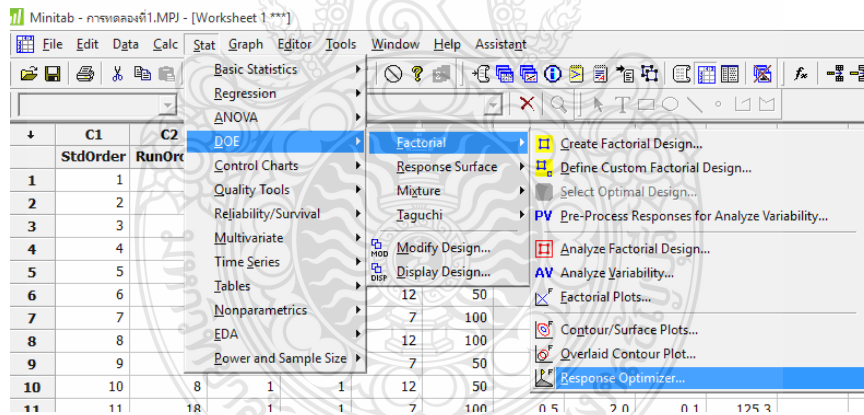 Minitab - การทดลองที่1.MPJ - [Worksheet 1 ***]
File Edit Data Calc Stat Graph Editor Tools Window Help Assistant
Basic Statistics
Regression
ANOVA
DOE
Control Charts
Quality Tools
Reliability/Survival
Multivariate
Time Series
Tables
Nonparametrics
EDA
Power and Sample Size
Factorial
Response Surface
Mixture
Taguchi
MOD Modify Design...
DISP Display Design...
Create Factorial Design...
Define Custom Factorial Design...
Select Optimal Design...
PV Pre-Process Responses for Analyze Variability...
Analyze Factorial Design...
AV Analyze Variability...
Factorial Plots...
Contour/Surface Plots...
Overlaid Contour Plot...
Response Optimizer...
C1 C2
StdOrder RunOrd
1 1
2 2
3 3
4 4
5 5
6 6 12 50
7 7 7 100
8 8 12 100
9 9 7 50
10 10 8 1 1 12 50
11 11 18 1 1 7 100 0.5 2.0 0.1 125.3